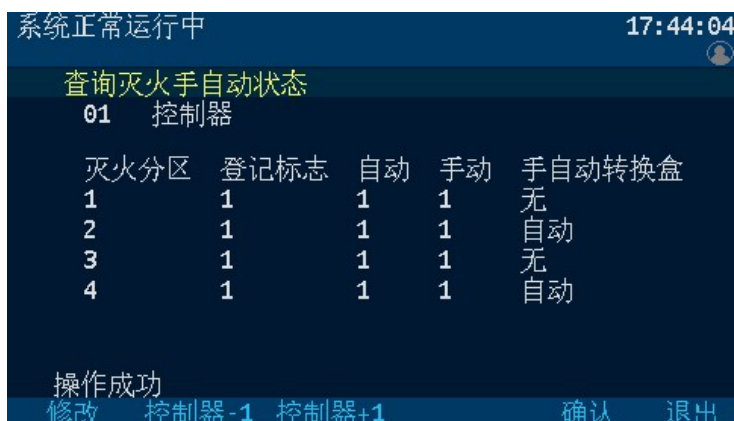 系统正常运行中 17:44:04
查询灭火手自动状态
01 控制器
灭火分区 登记标志 自动 手动 手自动转换盒
1 1 1 1 无
2 1 1 1 自动
3 1 1 1 无
4 1 1 1 自动
操作成功
修改 控制器-1 控制器+1 确认 退出